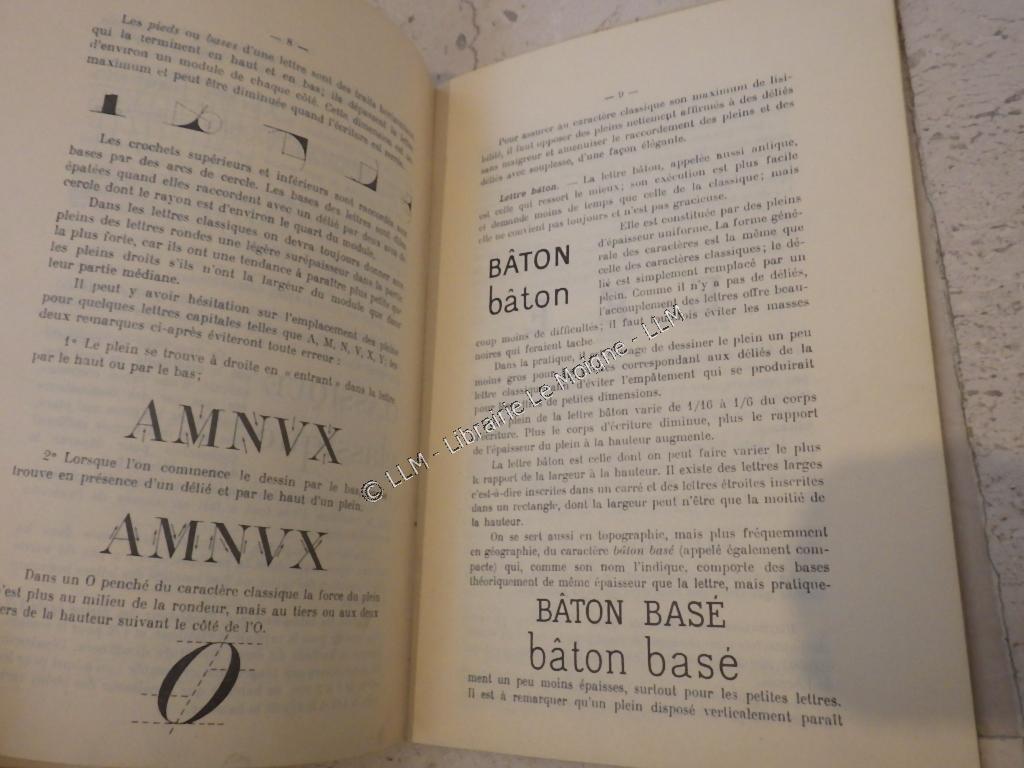 — 8 —
Les pieds ou bases d'une lettre sont des traits horizontaux
qui la terminent en haut et en bas; ils dépassent la
d'environ un module de chaque côté. Cette dimension est un
maximum et peut être diminuée quand l'écriture est serrée.
Les crochets supérieurs et inférieurs sont raccordés aux
bases par des arcs de cercle. Les bases des lettres sont dites
épatées quand elles raccordent avec un délié par deux arcs de
cercle dont le rayon est d'environ le quart du module.
Dans les lettres classiques on devra toujours donner aux
pleins des lettres rondes une légère surépaisseur dans la partie
la plus forte, car ils ont une tendance à paraître plus petits que
les pleins droits s'ils n'ont la largeur du module que dans
leur partie médiane.
Il peut y avoir hésitation sur l'emplacement des pleins
pour quelques lettres capitales telles que A, M, N, V, X, Y; les
deux remarques ci-après éviteront toute erreur :
1° Le plein se trouve à droite en « entrant » dans la lettre
par le haut ou par le bas;
AMNVX
2° Lorsque l'on commence le dessin par le bas
trouve en présence d'un délié et par le haut d'un plein.
AMNVX
Dans un O penché du caractère classique la force du plein
n'est plus au milieu de la rondeur, mais au tiers ou aux deux
tiers de la hauteur suivant le côté de l'O.
O
— 9 —
Pour assurer au caractère classique son maximum de lisi-
bilité, il faut opposer des pleins nettement affirmés à des déliés
sans maigreur et amenuiser le raccordement des pleins et des
déliés avec souplesse, d'une façon élégante.
Lettre bâton. — La lettre bâton, appelée aussi antique,
est celle qui ressort le mieux; son exécution est plus facile
et demande moins de temps que celle de la classique; mais
elle ne convient pas toujours et n'est pas gracieuse.
BÂTON
bâton
Elle est constituée par des pleins
d'épaisseur uniforme. La forme géné-
rale des caractères est la même que
celle des caractères classiques; le dé-
lié est simplement remplacé par un
plein. Comme il n'y a pas de déliés,
l'accouplement des lettres offre beau-
coup moins de difficultés; il faut toutefois éviter les masses
noires qui feraient tache
Dans la pratique, il est d'usage de dessiner le plein un peu
moins gros pour les parties correspondant aux déliés de la
lettre classique afin d'éviter l'empâtement qui se produirait
pour les lettres de petites dimensions.
Le plein de la lettre bâton varie de 1/16 à 1/6 du corps
d'écriture. Plus le corps d'écriture diminue, plus le rapport
de l'épaisseur du plein à la hauteur augmente.
La lettre bâton est celle dont on peut faire varier le plus
le rapport de la largeur à la hauteur. Il existe des lettres larges
c'est-à-dire inscrites dans un carré et des lettres étroites inscrites
dans un rectangle, dont la largeur peut n'être que la moitié de
la hauteur.
On se sert aussi en topographie, mais plus fréquemment
en géographie, du caractère bâton basé (appelé également com-
pacte) qui, comme son nom l'indique, comporte des bases
théoriquement de même épaisseur que la lettre, mais pratique-
BÂTON BASÉ
bâton basé
ment un peu moins épaisses, surtout pour les petites lettres.
Il est à remarquer qu'un plein disposé verticalement paraît
© LLM - Librairie Le Moigne - LLM